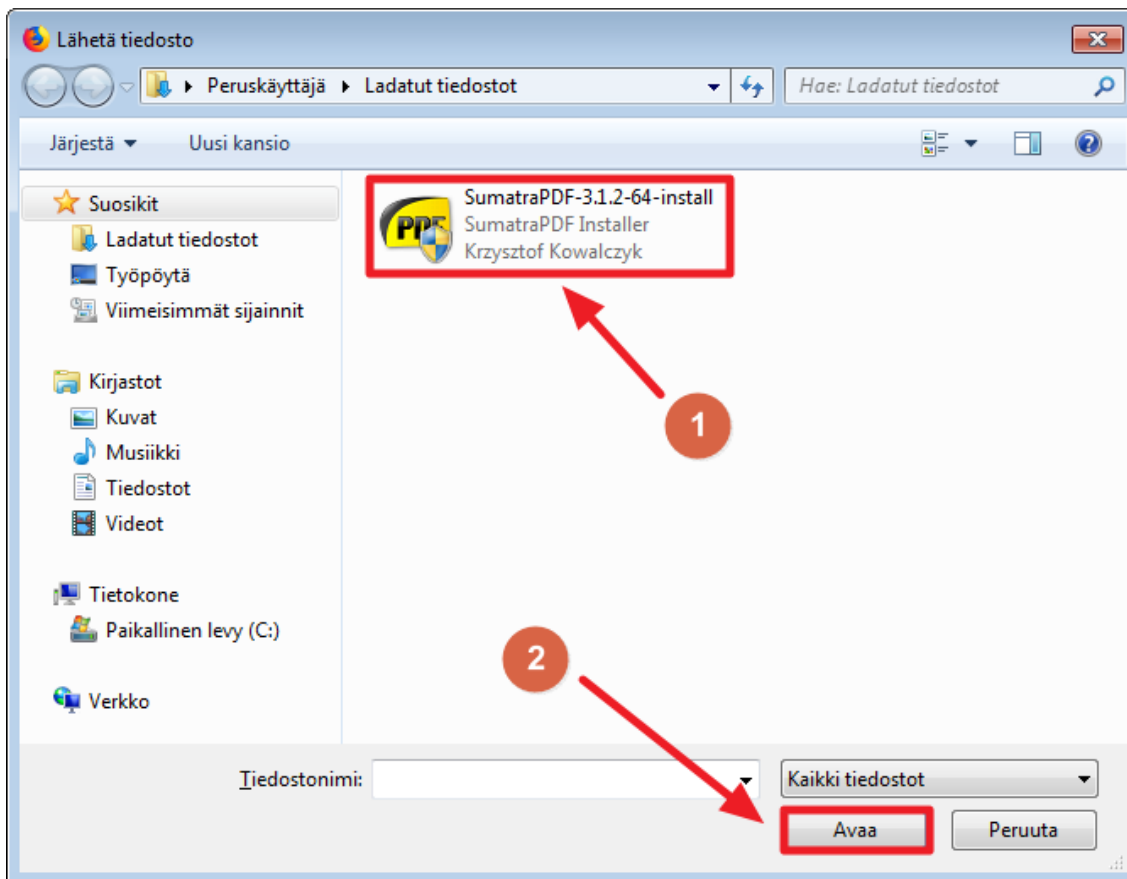 Lähetä tiedosto
Peruskäyttäjä
Ladatut tiedostot
Hae: Ladatut tiedostot
Järjestä
Uusi kansio
Suosikit
Ladatut tiedostot
Työpöytä
Viimeisimmät sijainnit
Kirjastot
Kuvat
Musiikki
Tiedostot
Videot
Tietokone
Paikallinen levy (C:)
Verkko
PDF
SumatraPDF-3.1.2-64-install
SumatraPDF Installer
Krzysztof Kowalczyk
1
2
Tiedostonimi:
Kaikki tiedostot
Avaa
Peruuta